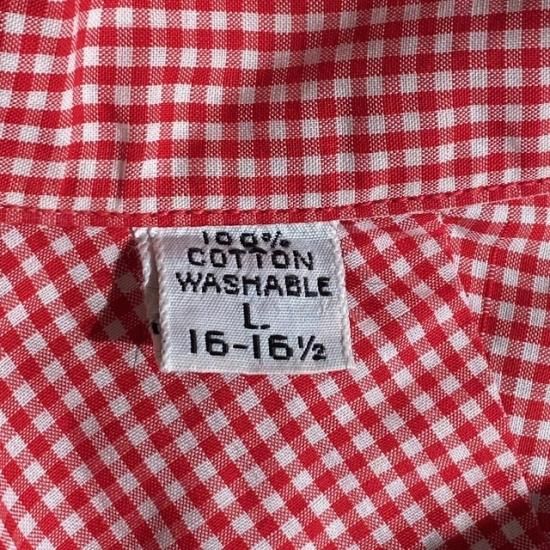 100%
COTTON
WASHABLE
L.
16-16½